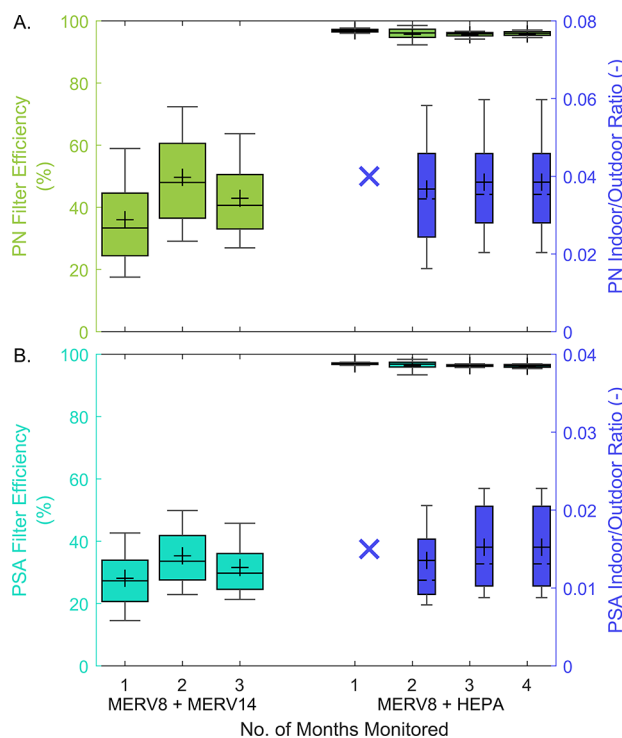 A.
PN Filter Efficiency
(%)
100
80
60
40
20
0
0.08
0.06
0.04
0.02
0
PN Indoor/Outdoor Ratio (-)
B.
PSA Filter Efficiency
(%)
100
80
60
40
20
0
0.04
0.03
0.02
0.01
0
PSA Indoor/Outdoor Ratio (-)
1 2 3 1 2 3 4
MERV8 + MERV14 MERV8 + HEPA
No. of Months Monitored